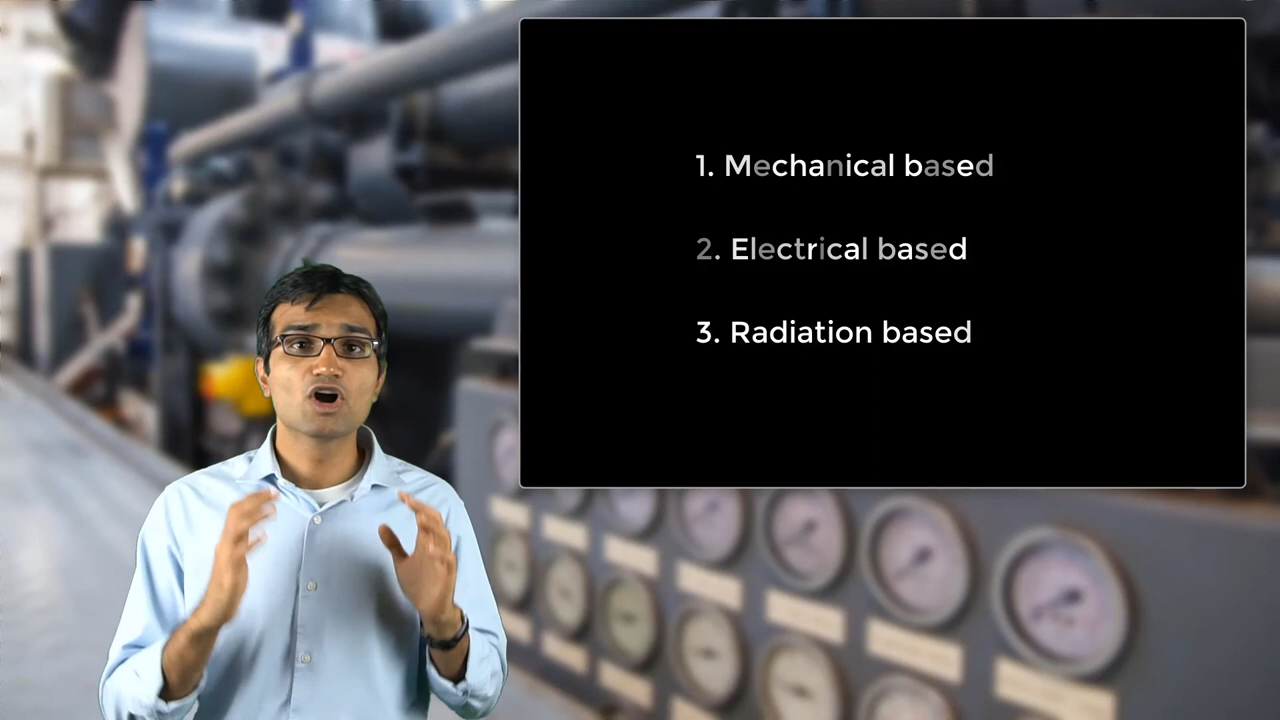 1. Mechanical based
2. Electrical based
3. Radiation based